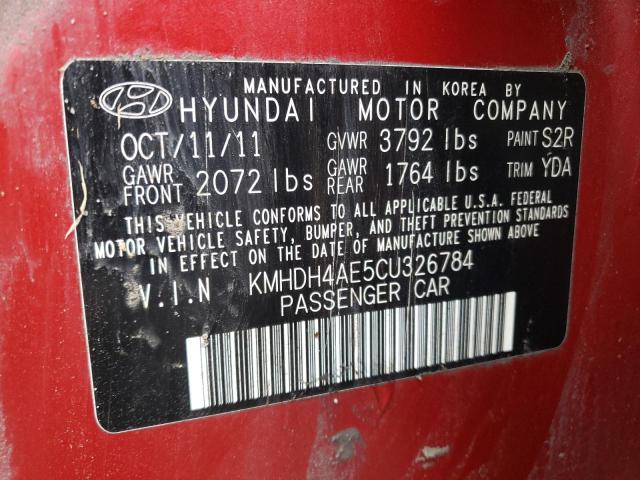 MANUFACTURED IN KOREA BY
HYUNDAI MOTOR COMPANY
OCT/11/11 GVWR 3792 lbs PAINT S2R
GAWR FRONT 2072 lbs GAWR REAR 1764 lbs TRIM YDA
THIS VEHICLE CONFORMS TO ALL APPLICABLE U.S.A. FEDERAL
MOTOR VEHICLE SAFETY, BUMPER, AND THEFT PREVENTION STANDARDS
IN EFFECT ON THE DATE OF MANUFACTURE SHOWN ABOVE
V.I.N KMHDH4AE5CU326784
PASSENGER CAR